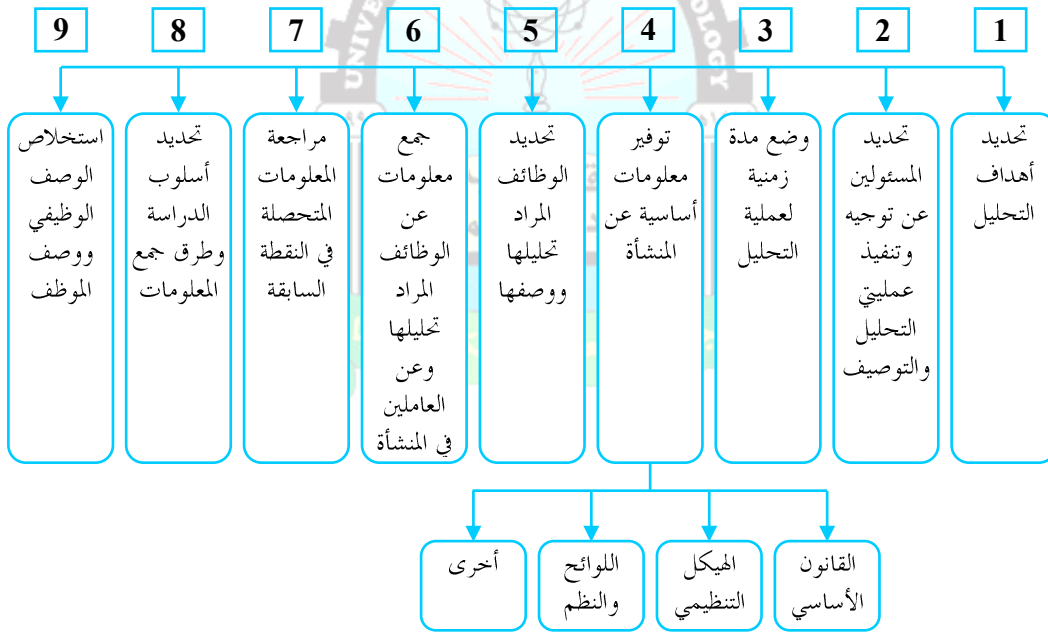 1
2
3
4
5
6
7
8
9
تحديد
أهداف
التحليل
تحديد
المسئولين
عن توجيه
وتنفيذ
عمليتي
التحليل
والتوصيف
وضع مدة
زمنية
لعملية
التحليل
توفير
معلومات
أساسية عن
المنشأة
تحديد
الوظائف
المراد
تحليلها
ووصفها
جمع
معلومات
عن
الوظائف
المراد
تحليلها
وعن
العاملين
في المنشأة
مراجعة
المعلومات
المتحصلة
في النقطة
السابقة
تحديد
أسلوب
الدراسة
وطرق جمع
المعلومات
استخلاص
الوصف
الوظيفي
ووصف
الموظف
القانون
الأساسي
الهيكل
التنظيمي
اللوائح
والنظم
أخرى